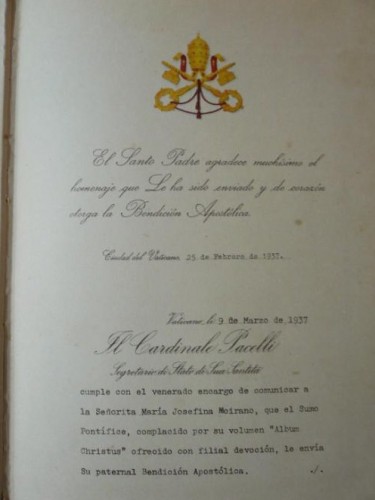 El Santo Padre agradece muchísimo el
homenaje que Le ha sido enviado y de corazón
otorga la Bendición Apostólica.
Ciudad del Vaticano, 25 de Febrero de 1937.-
Vaticano, lì 9 de Marzo de 1937
Il Cardinale Pacelli
Segretario di Stato di Sua Santità
cumple con el venerado encargo de comunicar a
la Señorita María Josefina Moirano, que el Sumo
Pontífice, complacido por su volumen "Album
Christus" ofrecido con filial devoción, le envía
Su paternal Bendición Apostólica. ./.